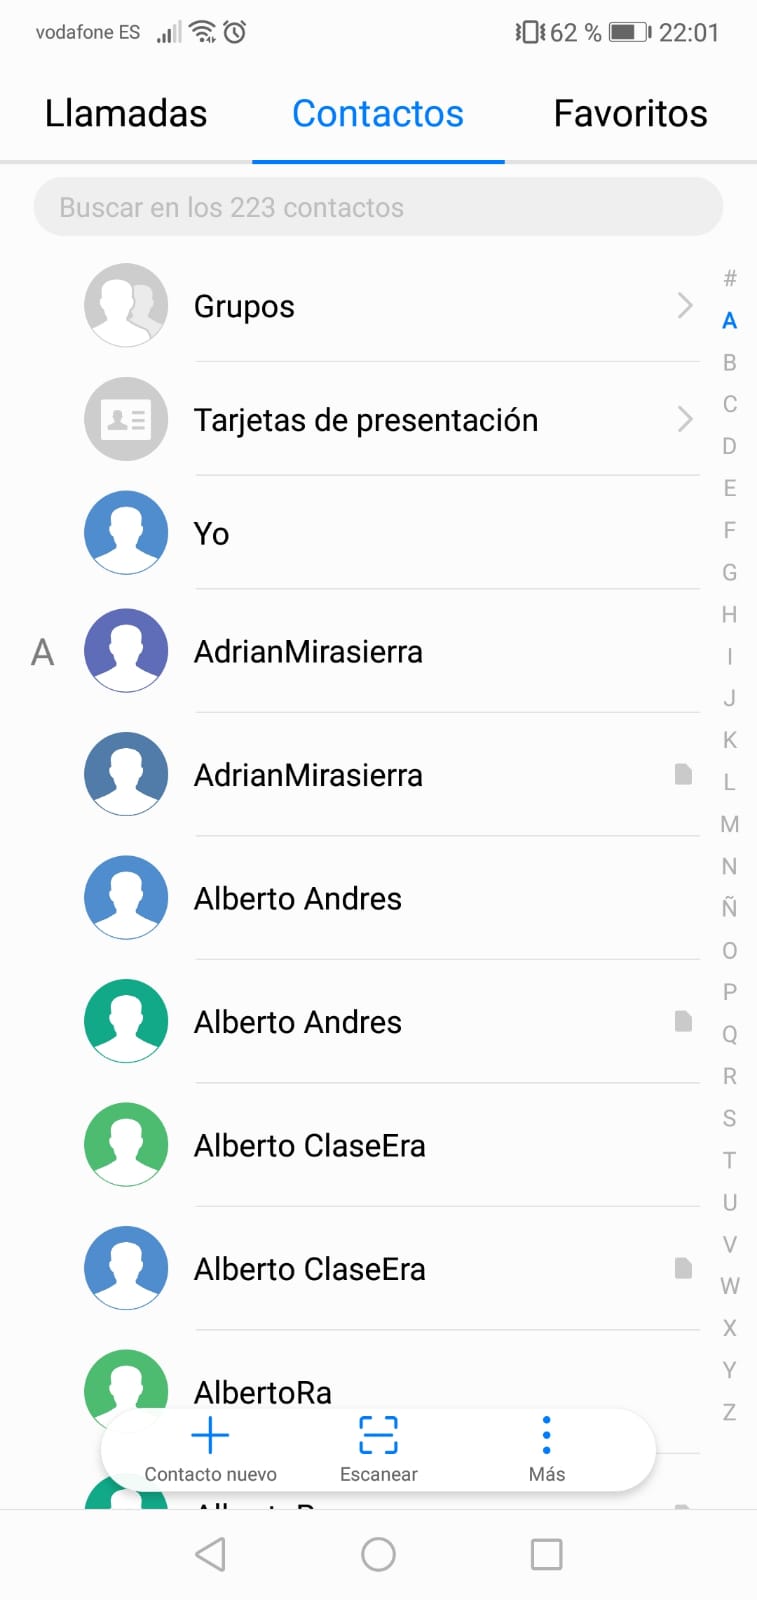 vodafone ES 62 % 22:01
Llamadas Contactos Favoritos
Buscar en los 223 contactos
Grupos
Tarjetas de presentación
Yo
A
AdrianMirasierra
AdrianMirasierra
Alberto Andres
Alberto Andres
Alberto ClaseEra
Alberto ClaseEra
AlbertoRa
#
A
B
C
D
E
F
G
H
I
J
K
L
M
N
Ñ
O
P
Q
R
S
T
U
V
W
X
Y
Z
Contacto nuevo Escanear Más